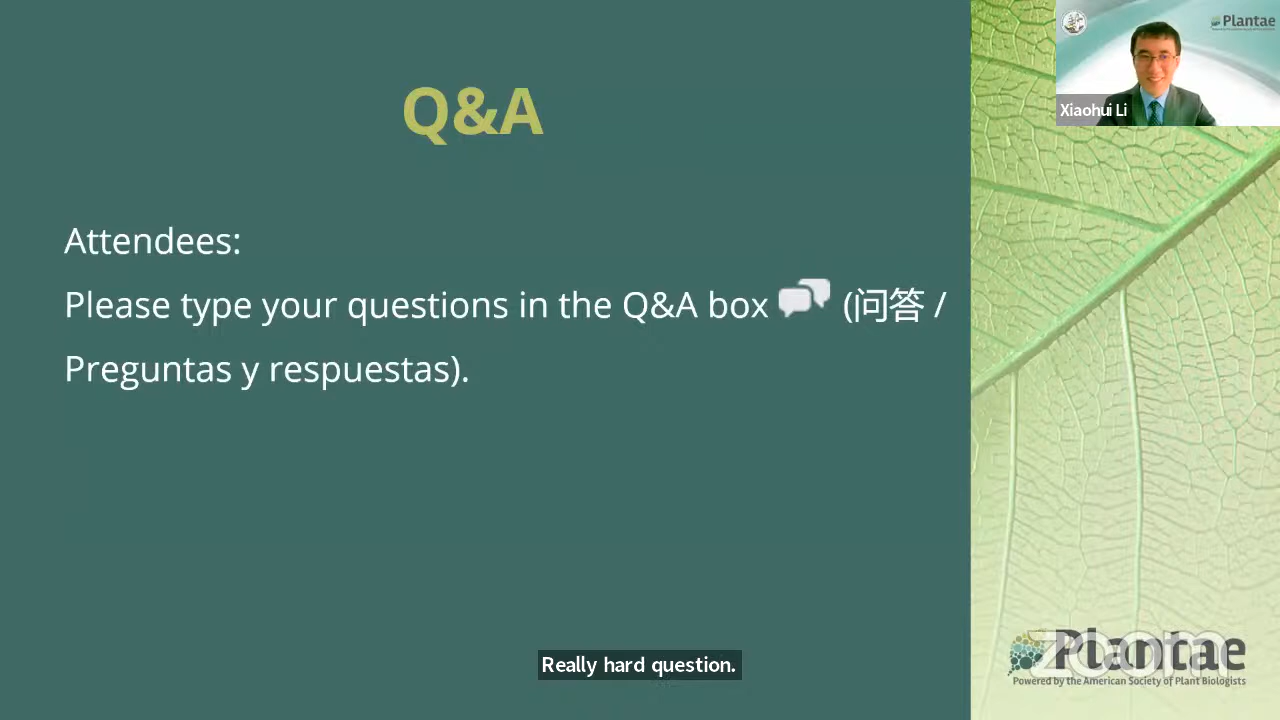 Q&A
Plantae
Xiaohui Li
Attendees:
Please type your questions in the Q&A box (问答 /
Preguntas y respuestas).
Really hard question.
zoom
Plantae
Powered by the American Society of Plant Biologists